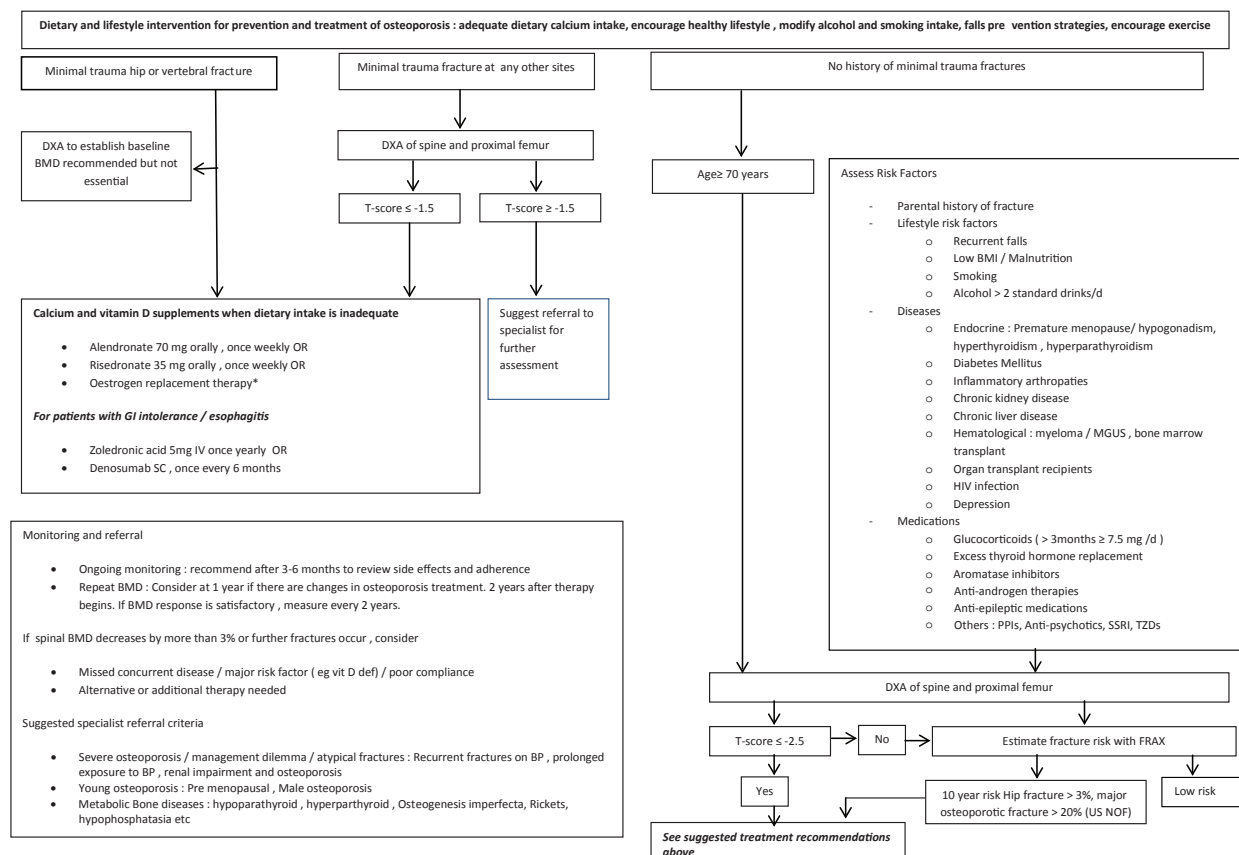 Dietary and lifestyle intervention for prevention and treatment of osteoporosis : adequate dietary calcium intake, encourage healthy lifestyle , modify alcohol and smoking intake, falls pre vention strategies, encourage exercise
Minimal trauma hip or vertebral fracture
Minimal trauma fracture at any other sites
No history of minimal trauma fractures
DXA to establish baseline
BMD recommended but not
essential
DXA of spine and proximal femur
T-score ≤ -1.5
T-score ≥ -1.5
Calcium and vitamin D supplements when dietary intake is inadequate
• Alendronate 70 mg orally , once weekly OR
• Risedronate 35 mg orally , once weekly OR
• Oestrogen replacement therapy*
For patients with GI intolerance / esophagitis
• Zoledronic acid 5mg IV once yearly OR
• Denosumab SC , once every 6 months
Suggest referral to
specialist for
further
assessment
Age≥ 70 years
Assess Risk Factors
- Parental history of fracture
- Lifestyle risk factors
o Recurrent falls
o Low BMI / Malnutrition
o Smoking
o Alcohol > 2 standard drinks/d
- Diseases
o Endocrine : Premature menopause/ hypogonadism,
hyperthyroidism , hyperparathyroidism
o Diabetes Mellitus
o Inflammatory arthropaties
o Chronic kidney disease
o Chronic liver disease
o Hematological : myeloma / MGUS , bone marrow
transplant
o Organ transplant recipients
o HIV infection
o Depression
- Medications
o Glucocorticoids ( > 3months ≥ 7.5 mg /d )
o Excess thyroid hormone replacement
o Aromatase inhibitors
o Anti-androgen therapies
o Anti-epileptic medications
o Others : PPIs, Anti-psychotics, SSRI, TZDs
Monitoring and referral
• Ongoing monitoring : recommend after 3-6 months to review side effects and adherence
• Repeat BMD : Consider at 1 year if there are changes in osteoporosis treatment. 2 years after therapy
begins. If BMD response is satisfactory , measure every 2 years.
If spinal BMD decreases by more than 3% or further fractures occur , consider
• Missed concurrent disease / major risk factor ( eg vit D def) / poor compliance
• Alternative or additional therapy needed
Suggested specialist referral criteria
• Severe osteoporosis / management dilemma / atypical fractures : Recurrent fractures on BP , prolonged
exposure to BP , renal impairment and osteoporosis
• Young osteoporosis : Pre menopausal , Male osteoporosis
• Metabolic Bone diseases : hypoparathyroid , hyperparthyroid , Osteogenesis imperfecta, Rickets,
hypophosphatasia etc
DXA of spine and proximal femur
T-score ≤ -2.5
No
Estimate fracture risk with FRAX
Yes
10 year risk Hip fracture > 3%, major
osteoporotic fracture > 20% (US NOF)
Low risk
See suggested treatment recommendations
above